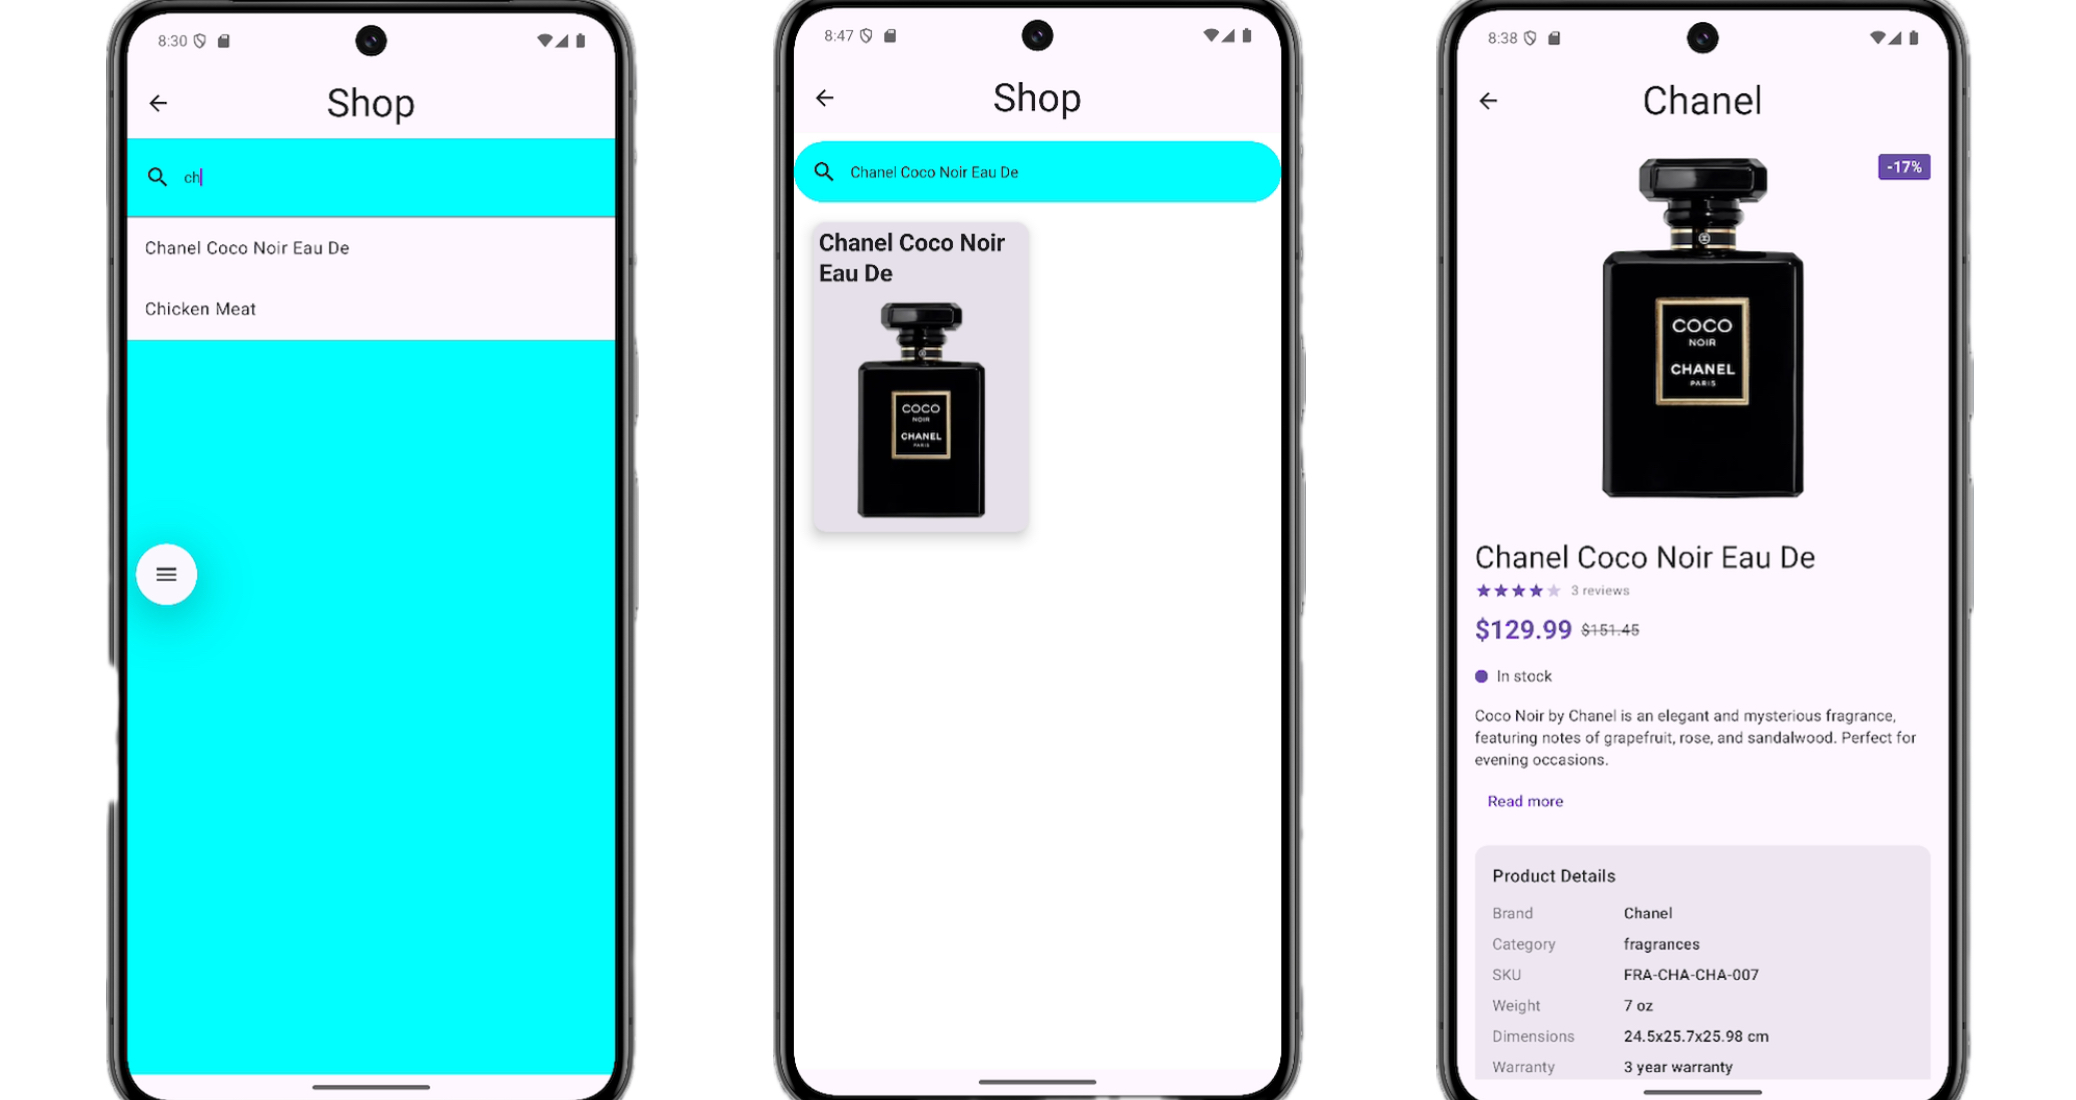 8:30
Shop
ch
Chanel Coco Noir Eau De
Chicken Meat
8:47
Shop
Chanel Coco Noir Eau De
Chanel Coco Noir
Eau De
COCO
NOIR
CHANEL
PARIS
8:38
Chanel
-17%
COCO
NOIR
CHANEL
PARIS
Chanel Coco Noir Eau De
3 reviews
$129.99 $151.45
In stock
Coco Noir by Chanel is an elegant and mysterious fragrance,
featuring notes of grapefruit, rose, and sandalwood. Perfect for
evening occasions.
Read more
Product Details
Brand Chanel
Category fragrances
SKU FRA-CHA-CHA-007
Weight 7 oz
Dimensions 24.5x25.7x25.98 cm
Warranty 3 year warranty